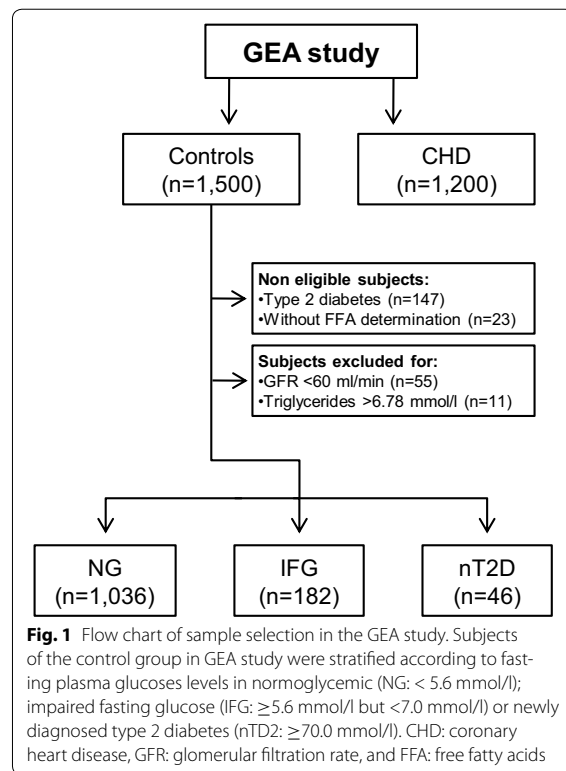 GEA study
Controls
(n=1,500)
CHD
(n=1,200)
Non eligible subjects:
•Type 2 diabetes (n=147)
•Without FFA determination (n=23)
Subjects excluded for:
•GFR <60 ml/min (n=55)
•Triglycerides >6.78 mmol/l (n=11)
NG
(n=1,036)
IFG
(n=182)
nT2D
(n=46)
Fig. 1 Flow chart of sample selection in the GEA study. Subjects
of the control group in GEA study were stratified according to fast-
ing plasma glucoses levels in normoglycemic (NG: < 5.6 mmol/l);
impaired fasting glucose (IFG: ≥5.6 mmol/l but <7.0 mmol/l) or newly
diagnosed type 2 diabetes (nTD2: ≥70.0 mmol/l). CHD: coronary
heart disease, GFR: glomerular filtration rate, and FFA: free fatty acids